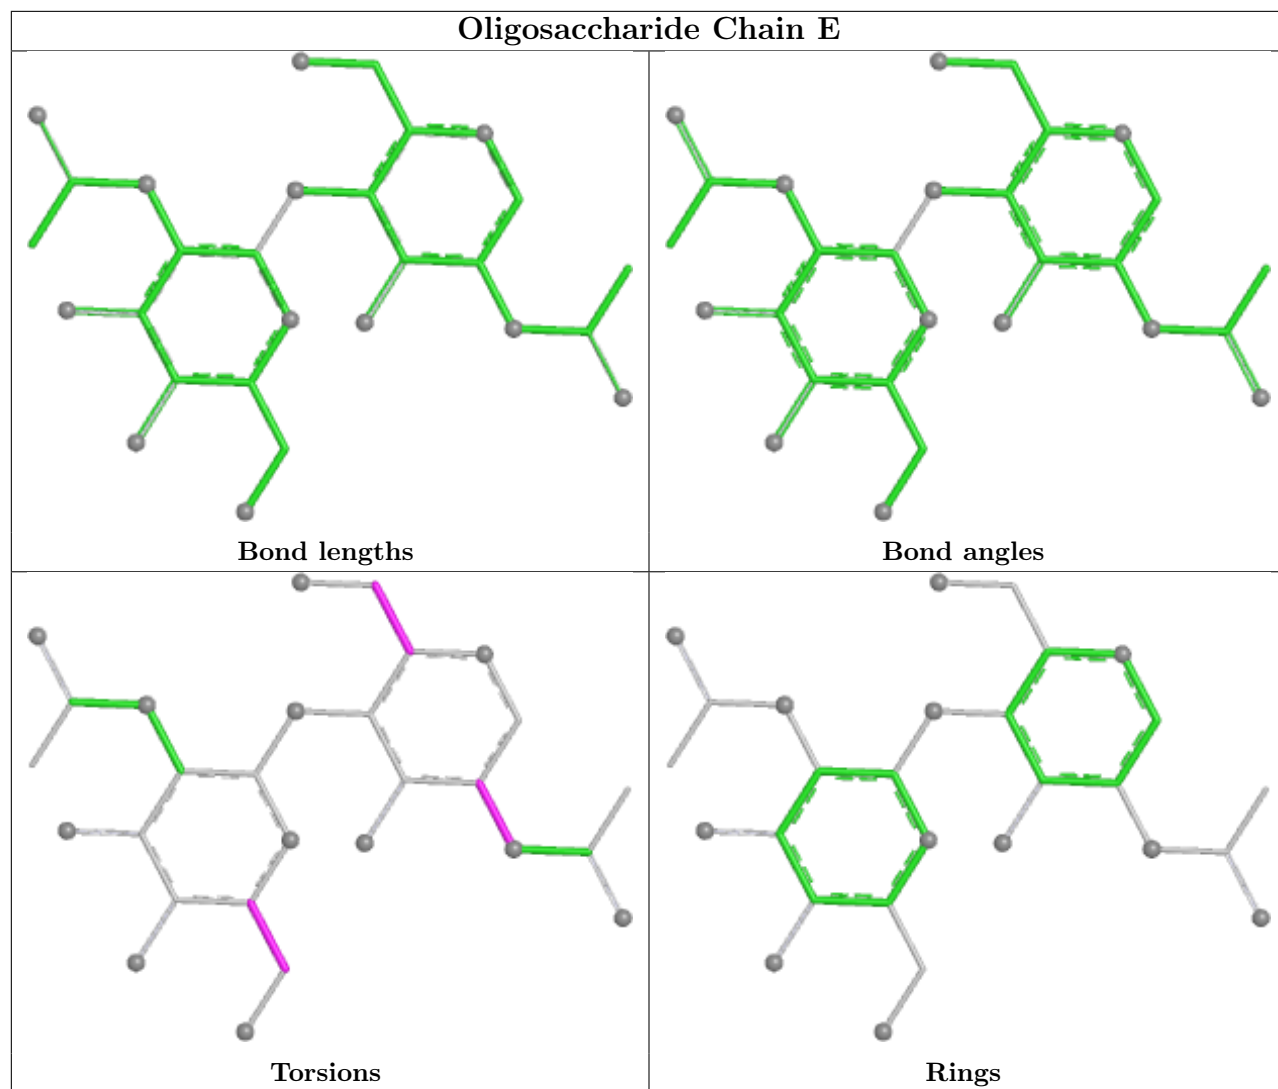 Oligosaccharide Chain E
Bond lengths
Bond angles
Torsions
Rings